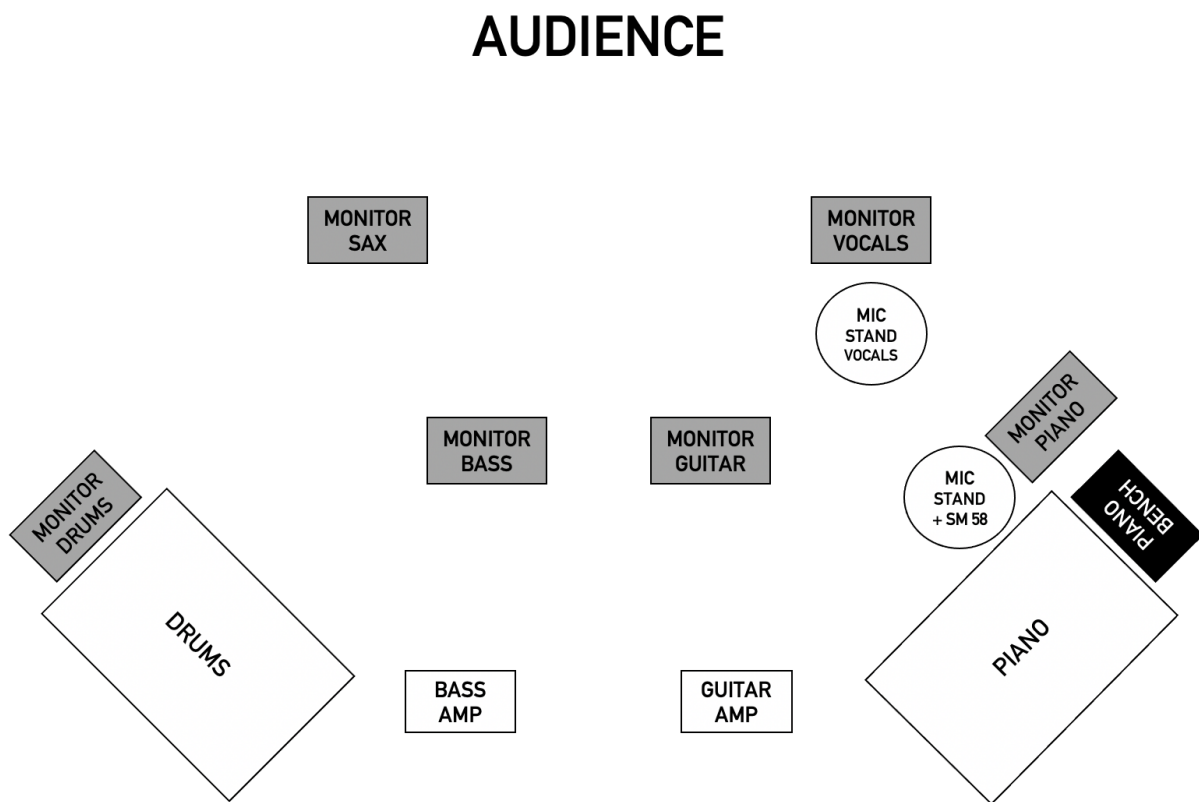 AUDIENCE
MONITOR
SAX
MONITOR
VOCALS
MIC
STAND
VOCALS
MONITOR
BASS
MONITOR
GUITAR
MONITOR
PIANO
MONITOR
DRUMS
MIC
STAND
+ SM 58
PIANO
BENCH
DRUMS
PIANO
BASS
AMP
GUITAR
AMP